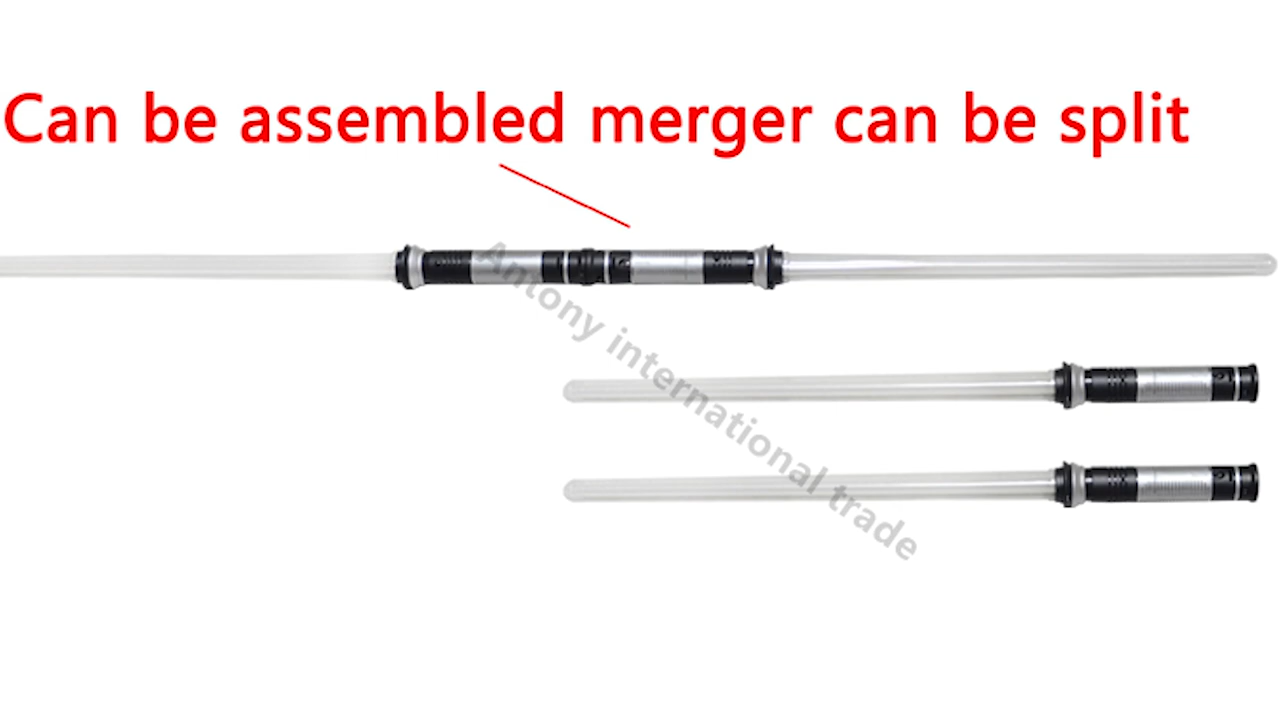 Can be assembled merger can be split
Antony international trade